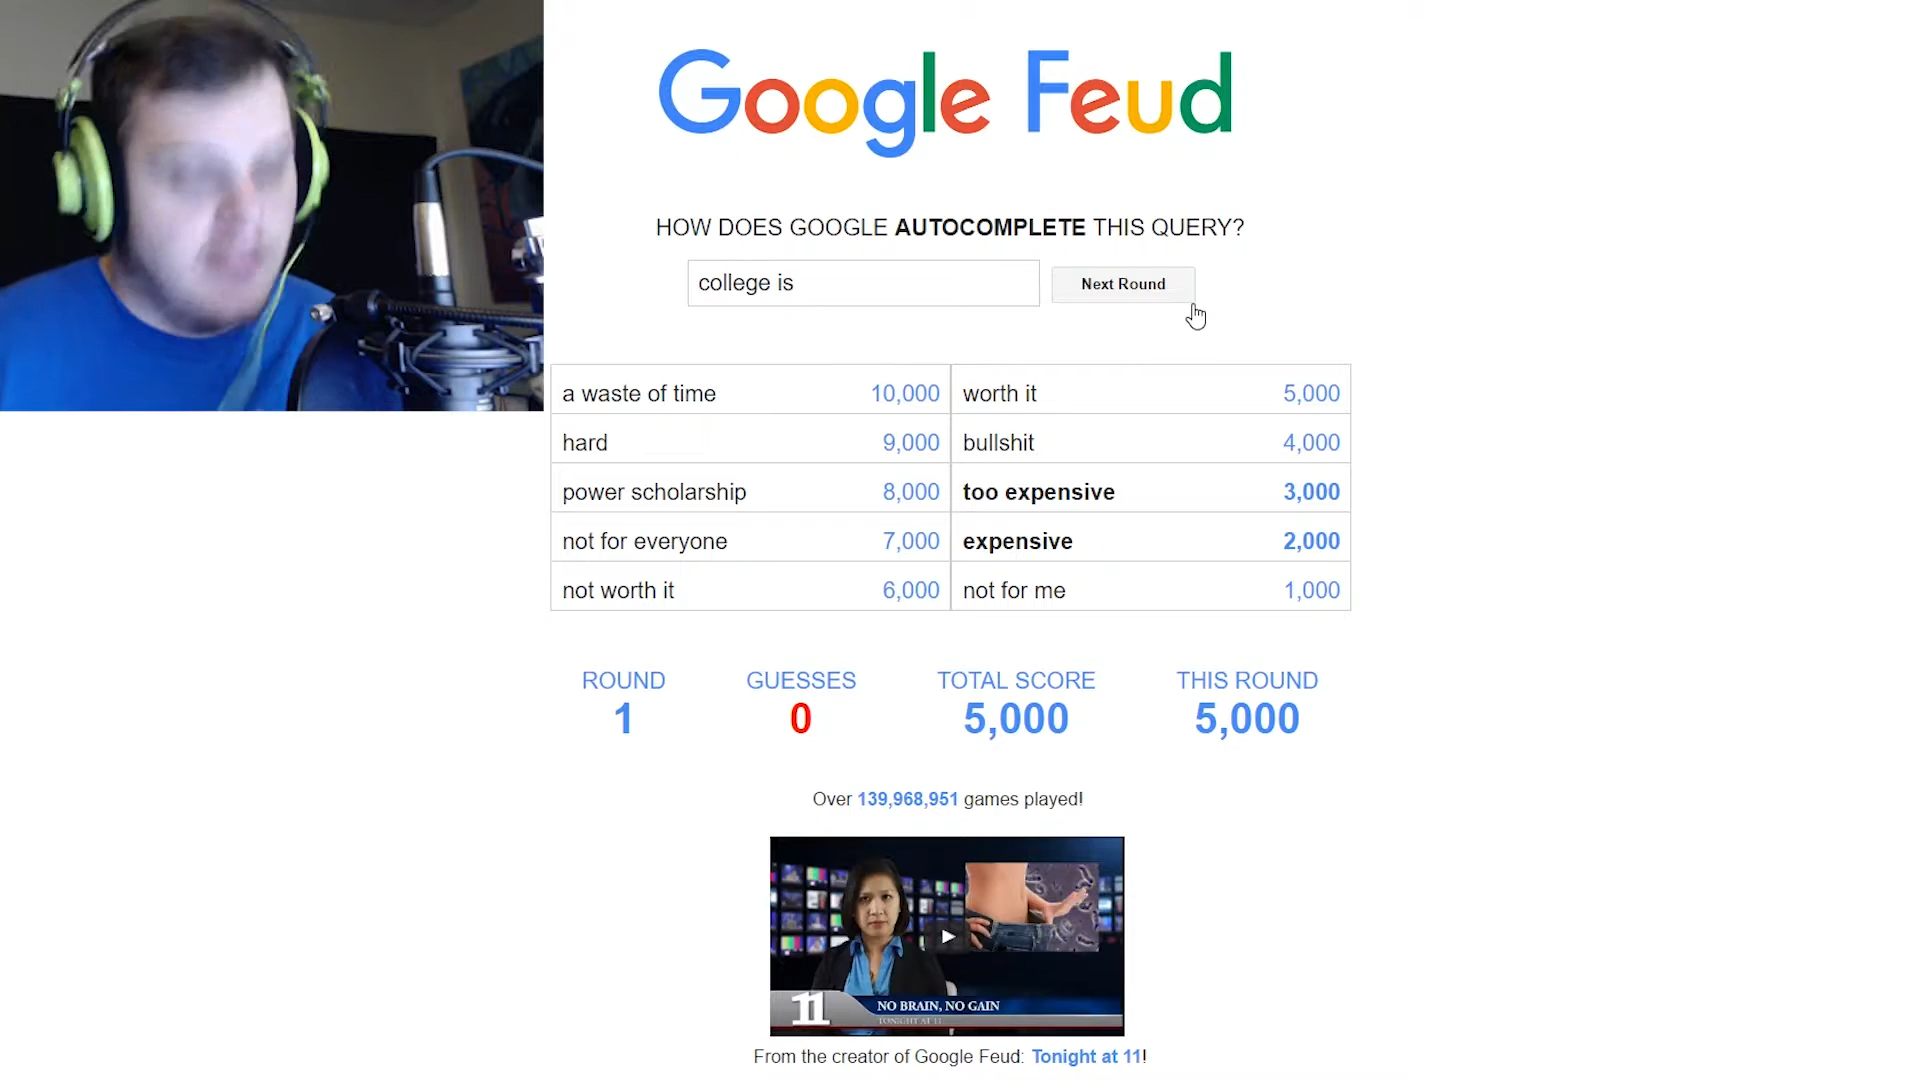 Google Feud
HOW DOES GOOGLE AUTOCOMPLETE THIS QUERY?
college is
Next Round
a waste of time 10,000 worth it 5,000
hard 9,000 bullshit 4,000
power scholarship 8,000 too expensive 3,000
not for everyone 7,000 expensive 2,000
not worth it 6,000 not for me 1,000
ROUND GUESSES TOTAL SCORE THIS ROUND
1 0 5,000 5,000
Over 139,968,951 games played!
11 NO BRAIN, NO GAIN
TONIGHT AT 11
From the creator of Google Feud: Tonight at 11!